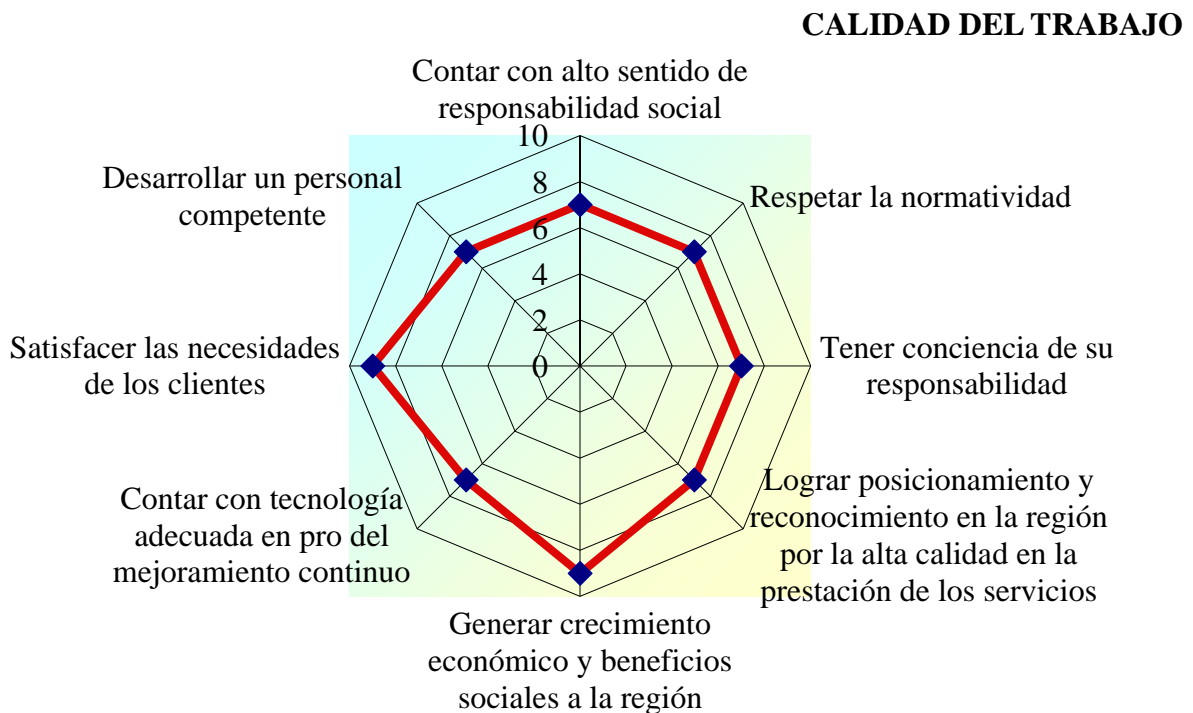 CALIDAD DEL TRABAJO
Contar con alto sentido de
responsabilidad social
10
8
6
4
2
0
Respetar la normatividad
Tener conciencia de su
responsabilidad
Lograr posicionamiento y
reconocimiento en la región
por la alta calidad en la
prestación de los servicios
Generar crecimiento
económico y beneficios
sociales a la región
Contar con tecnología
adecuada en pro del
mejoramiento continuo
Satisfacer las necesidades
de los clientes
Desarrollar un personal
competente